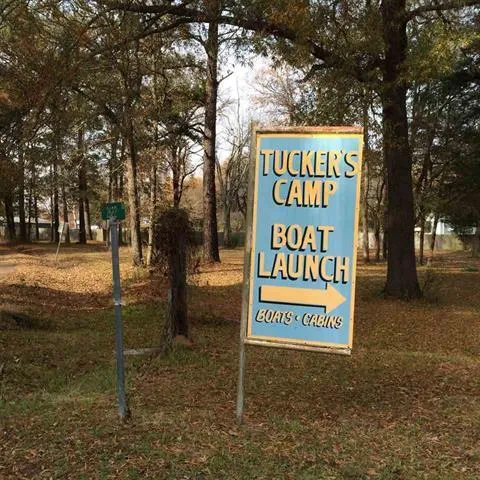 TUCKER'S
CAMP
BOAT
LAUNCH
BOATS • CABINS